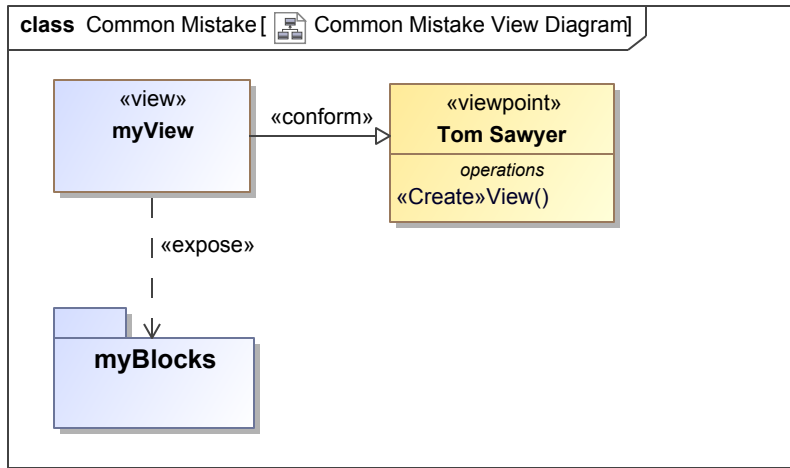 class Common Mistake[ Common Mistake View Diagram]
«view»
myView
«conform»
«viewpoint»
Tom Sawyer
operations
«Create»View()
«expose»
myBlocks